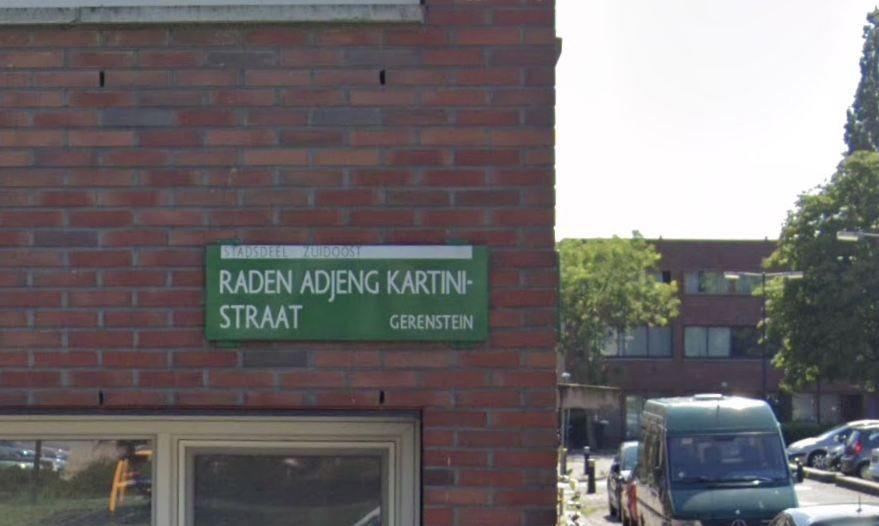 STADSDEEL ZUIDOOST
RADEN ADJENG KARTINI-
STRAAT GERENSTEIN